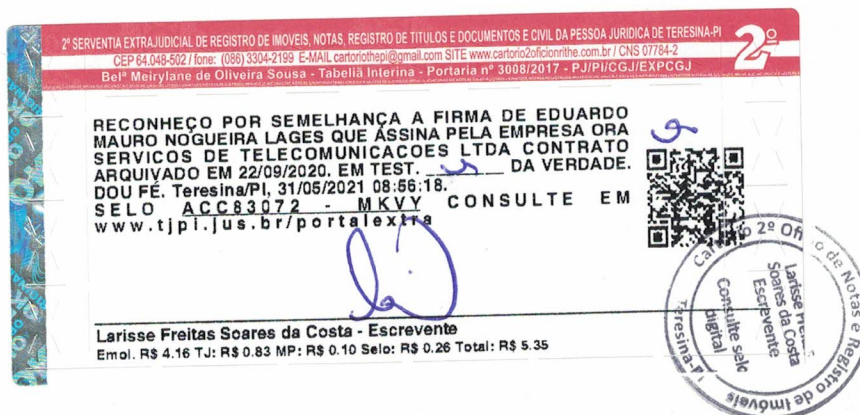 2ª SERVENTIA EXTRAJUDICIAL DE REGISTRO DE IMOVEIS, NOTAS, REGISTRO DE TITULOS E DOCUMENTOS E CIVIL DA PESSOA JURIDICA DE TERESINA-PI
CEP 64.048-502 / fone: (086) 3304-2199 E-MAIL cartoriothepi@gmail.com SITE www.cartorio2oficionrithe.com.br / CNS 07784-2
Belª Meirylane de Oliveira Sousa - Tabeliã Interina - Portaria nº 3008/2017 - PJ/PI/CGJ/EXPCGJ
2º
RECONHEÇO POR SEMELHANÇA A FIRMA DE EDUARDO
MAURO NOGUEIRA LAGES QUE ASSINA PELA EMPRESA ORA
SERVICOS DE TELECOMUNICACOES LTDA CONTRATO
ARQUIVADO EM 22/09/2020. EM TEST. ______ DA VERDADE.
DOU FÉ. Teresina/PI, 31/05/2021 08:56:18.
SELO ACC83072 - MKVY CONSULTE EM
www.tjpi.jus.br/portalextra
Larisse Freitas Soares da Costa - Escrevente
Emol. R$ 4.16 TJ: R$ 0.83 MP: R$ 0.10 Selo: R$ 0.26 Total: R$ 5.35
2º de Notas e Registro de Imóveis
Teresina-
Larisse
Soares da Costa
Escrevente
Consulte selo
digital